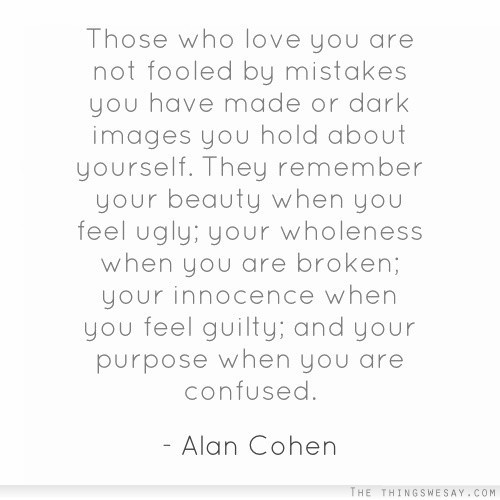 Those who love you are
not fooled by mistakes
you have made or dark
images you hold about
yourself. They remember
your beauty when you
feel ugly; your wholeness
when you are broken;
your innocence when
you feel guilty; and your
purpose when you are
confused.
- Alan Cohen
THE THINGSWESAY.COM